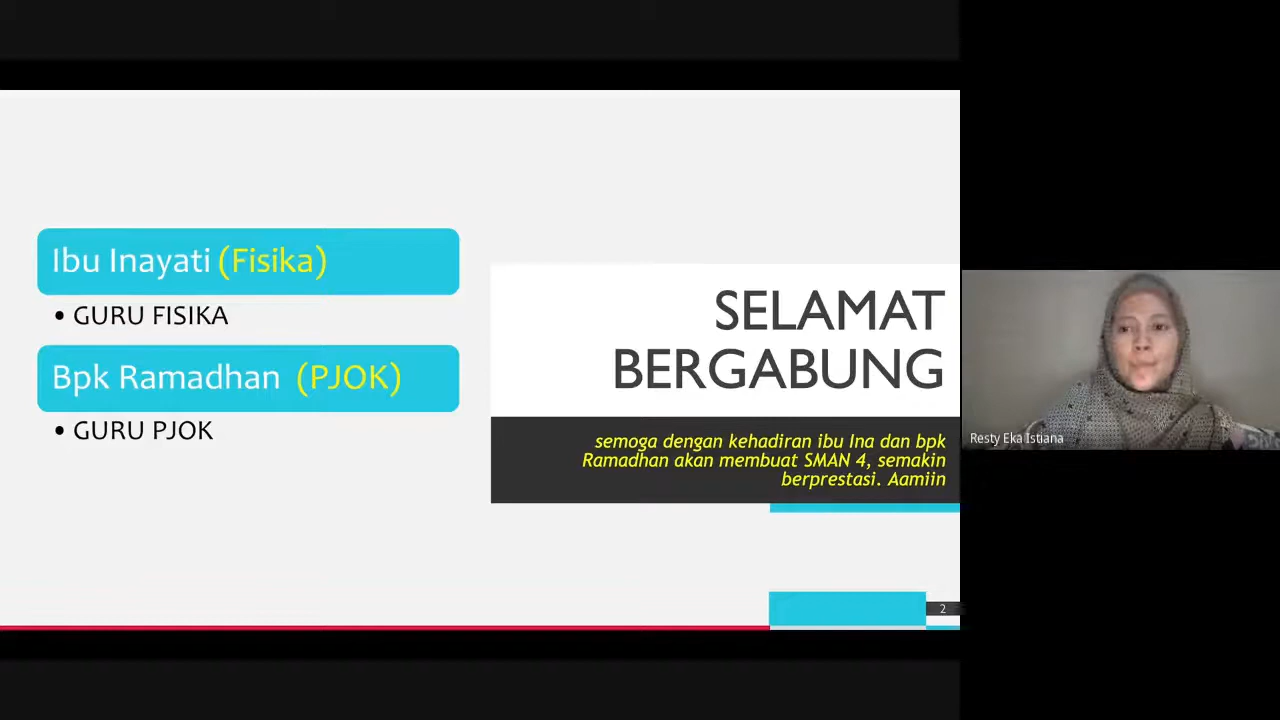 Ibu Inayati (Fisika)
• GURU FISIKA
Bpk Ramadhan (PJOK)
• GURU PJOK
SELAMAT
BERGABUNG
semoga dengan kehadiran ibu Ina dan bpk
Ramadhan akan membuat SMAN 4, semakin
berprestasi. Aamiin
2
Resty Eka Istiana